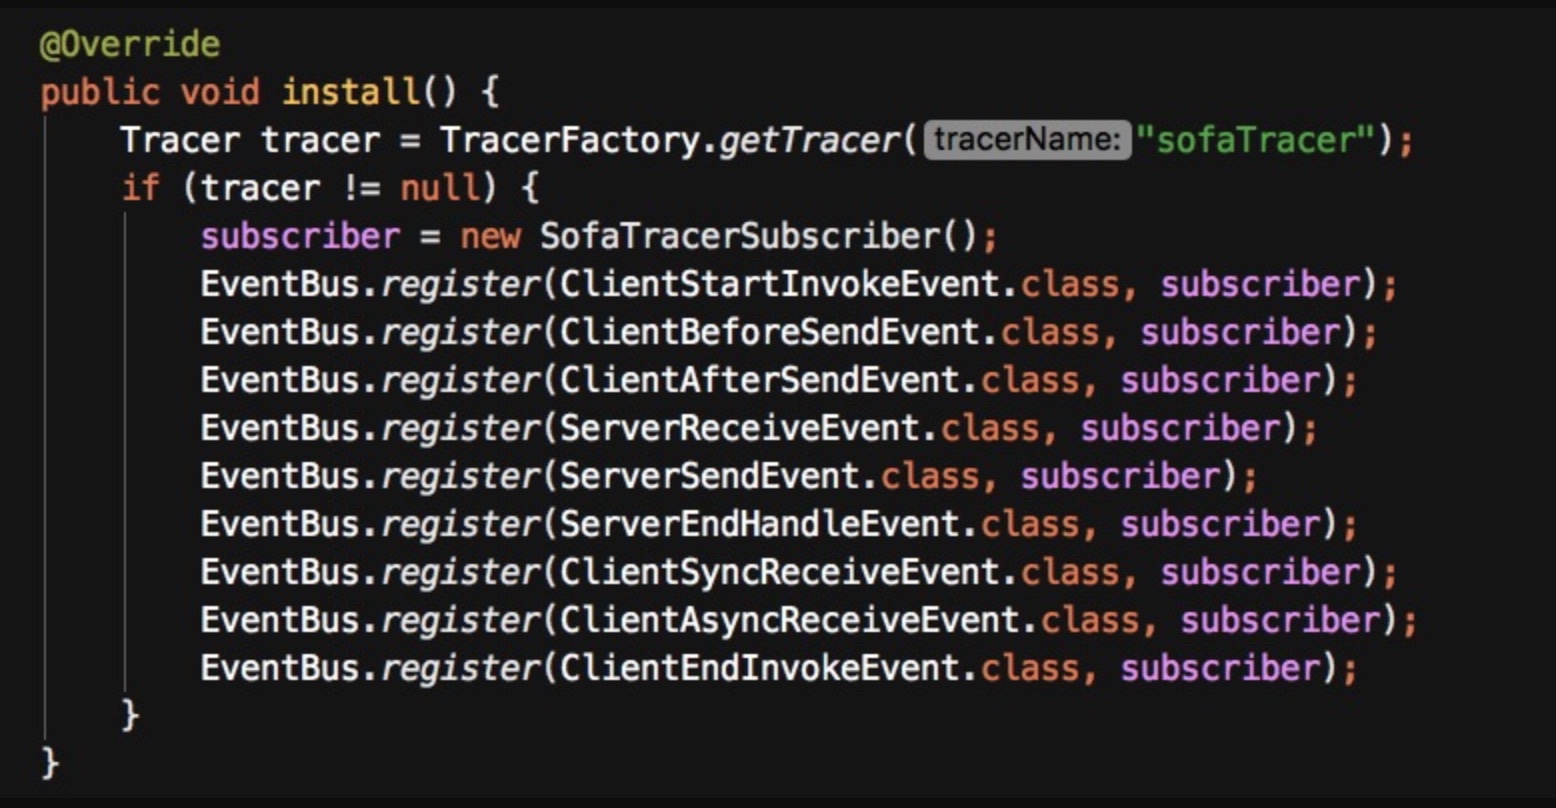 @Override
public void install() {
Tracer tracer = TracerFactory.getTracer( tracerName: "sofaTracer");
if (tracer != null) {
subscriber = new SofaTracerSubscriber();
EventBus.register(ClientStartInvokeEvent.class, subscriber);
EventBus.register(ClientBeforeSendEvent.class, subscriber);
EventBus.register(ClientAfterSendEvent.class, subscriber);
EventBus.register(ServerReceiveEvent.class, subscriber);
EventBus.register(ServerSendEvent.class, subscriber);
EventBus.register(ServerEndHandleEvent.class, subscriber);
EventBus.register(ClientSyncReceiveEvent.class, subscriber);
EventBus.register(ClientAsyncReceiveEvent.class, subscriber);
EventBus.register(ClientEndInvokeEvent.class, subscriber);
}
}